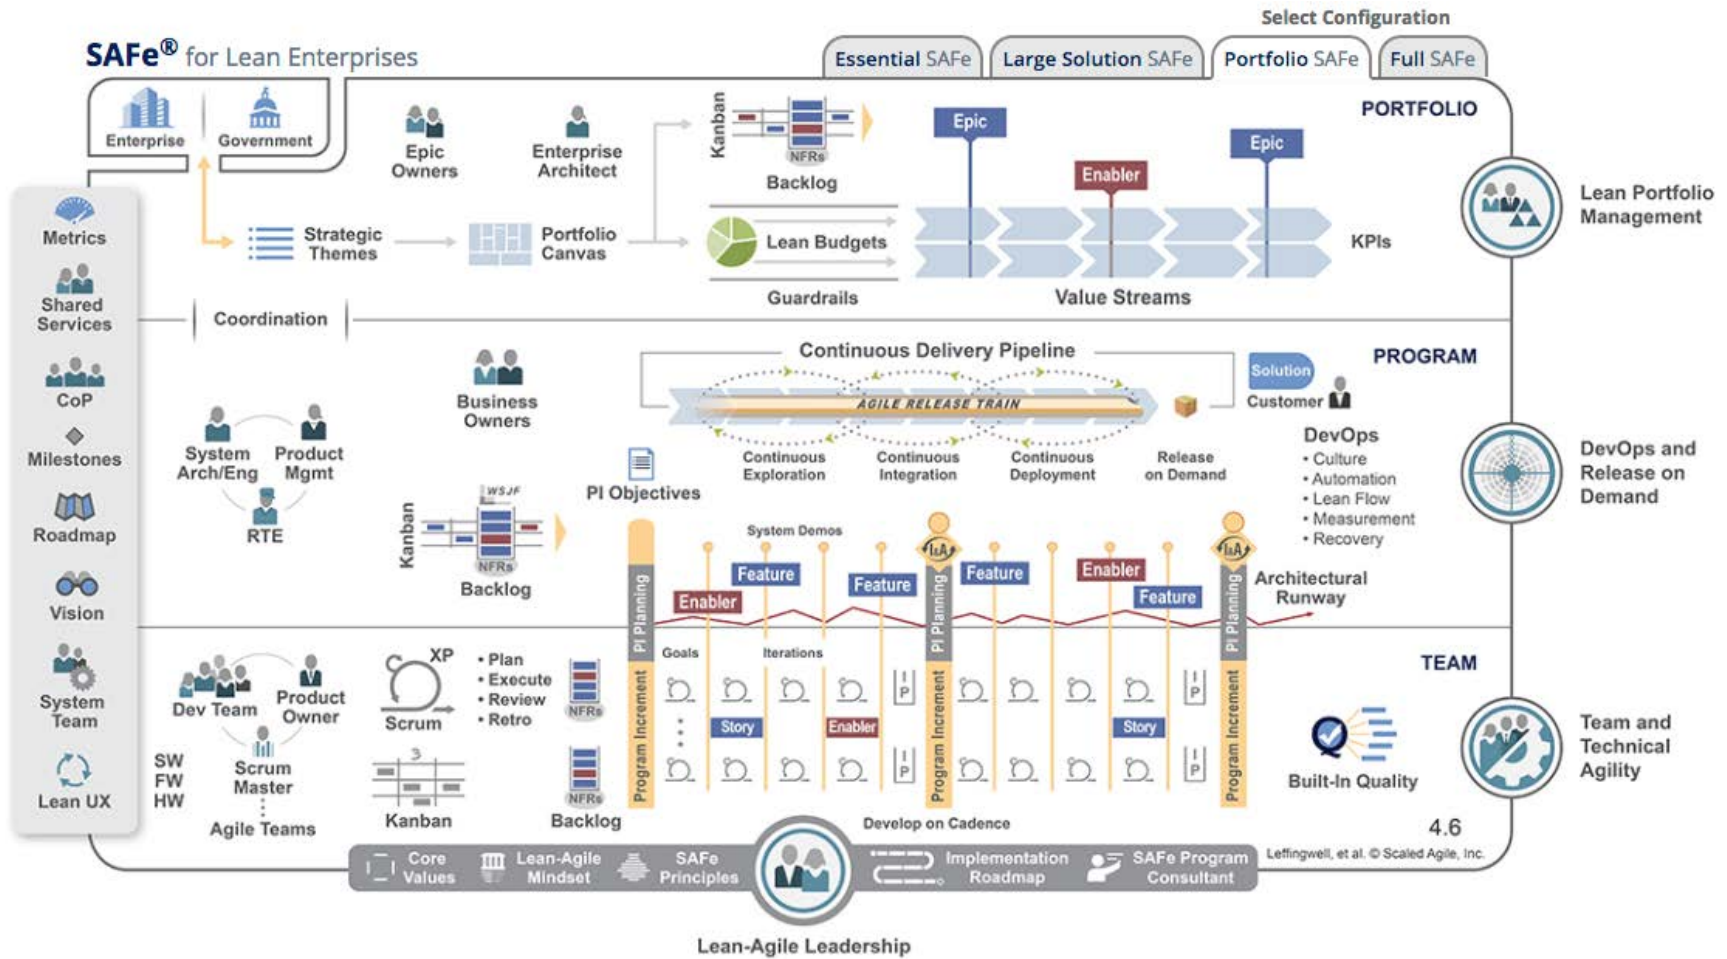 Select Configuration
SAFe® for Lean Enterprises
Essential SAFe
Large Solution SAFe
Portfolio SAFe
Full SAFe
Enterprise
Government
Epic
Owners
Enterprise
Architect
Kanban
NFRs
Backlog
Epic
Enabler
Epic
PORTFOLIO
Strategic
Themes
Portfolio
Canvas
Lean Budgets
Guardrails
Value Streams
KPIs
Lean Portfolio
Management
Metrics
Shared
Services
CoP
Milestones
Roadmap
Vision
System
Team
Lean UX
Coordination
Business
Owners
Continuous Delivery Pipeline
AGILE RELEASE TRAIN
Continuous
Exploration
Continuous
Integration
Continuous
Deployment
Release
on Demand
Solution
Customer
PROGRAM
DevOps
• Culture
• Automation
• Lean Flow
• Measurement
• Recovery
DevOps and
Release on
Demand
System
Arch/Eng
Product
Mgmt
RTE
Kanban
WSJF
NFRs
Backlog
PI Objectives
System Demos
PI Planning
Enabler
Feature
Feature
I&A
PI Planning
Feature
Enabler
Feature
I&A
PI Planning
Architectural
Runway
TEAM
Dev Team
Product
Owner
Scrum
Master
Agile Teams
SW
FW
HW
XP
Scrum
• Plan
• Execute
• Review
• Retro
NFRs
3
Kanban
NFRs
Backlog
Program Increment
Goals
Iterations
Story
Enabler
I
P
I
P
Program Increment
Story
I
P
I
P
Program Increment
Develop on Cadence
Built-In Quality
Team and
Technical
Agility
4.6
Leffingwell, et al. © Scaled Agile, Inc.
Core
Values
Lean-Agile
Mindset
SAFe
Principles
Implementation
Roadmap
SAFe Program
Consultant
Lean-Agile Leadership